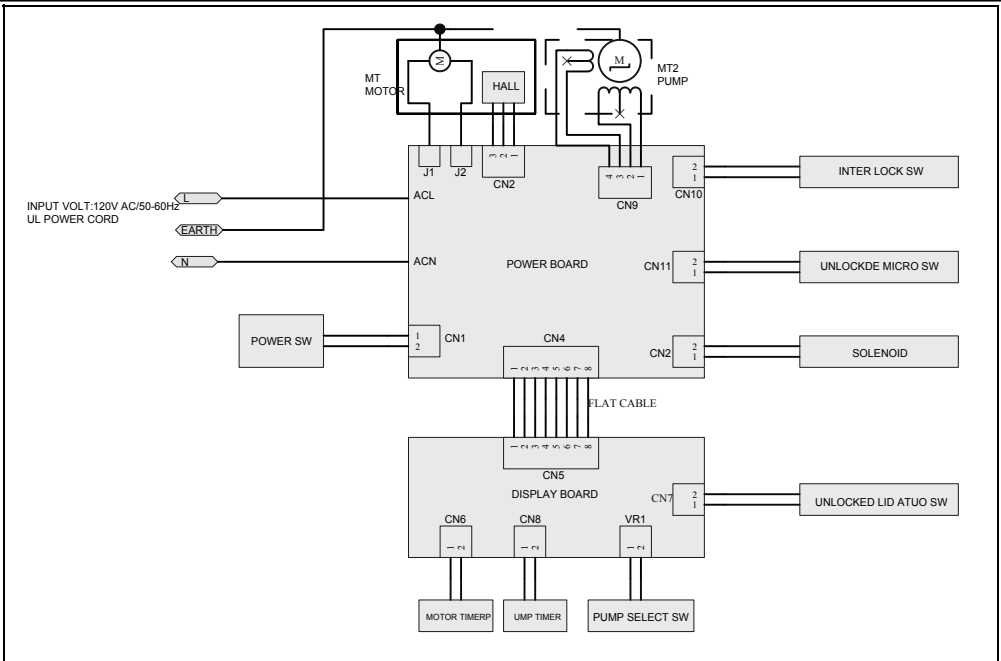 MT
MOTOR
M
HALL
M
MT2
PUMP
J1
J2
3 2 1
CN2
4 3 2 1
CN9
2
1
CN10
INTER LOCK SW
INPUT VOLT:120V AC/50-60Hz
UL POWER CORD
L
ACL
EARTH
N
ACN
POWER BOARD
CN11
2
1
UNLOCKDE MICRO SW
POWER SW
1
2
CN1
CN4
1 2 3 4 5 6 7 8
CN2
2
1
SOLENOID
FLAT CABLE
1 2 3 4 5 6 7 8
CN5
DISPLAY BOARD
CN7
2
1
UNLOCKED LID ATUO SW
CN6
1 2
CN8
1 2
VR1
1 2
MOTOR TIMERP
UMP TIMER
PUMP SELECT SW